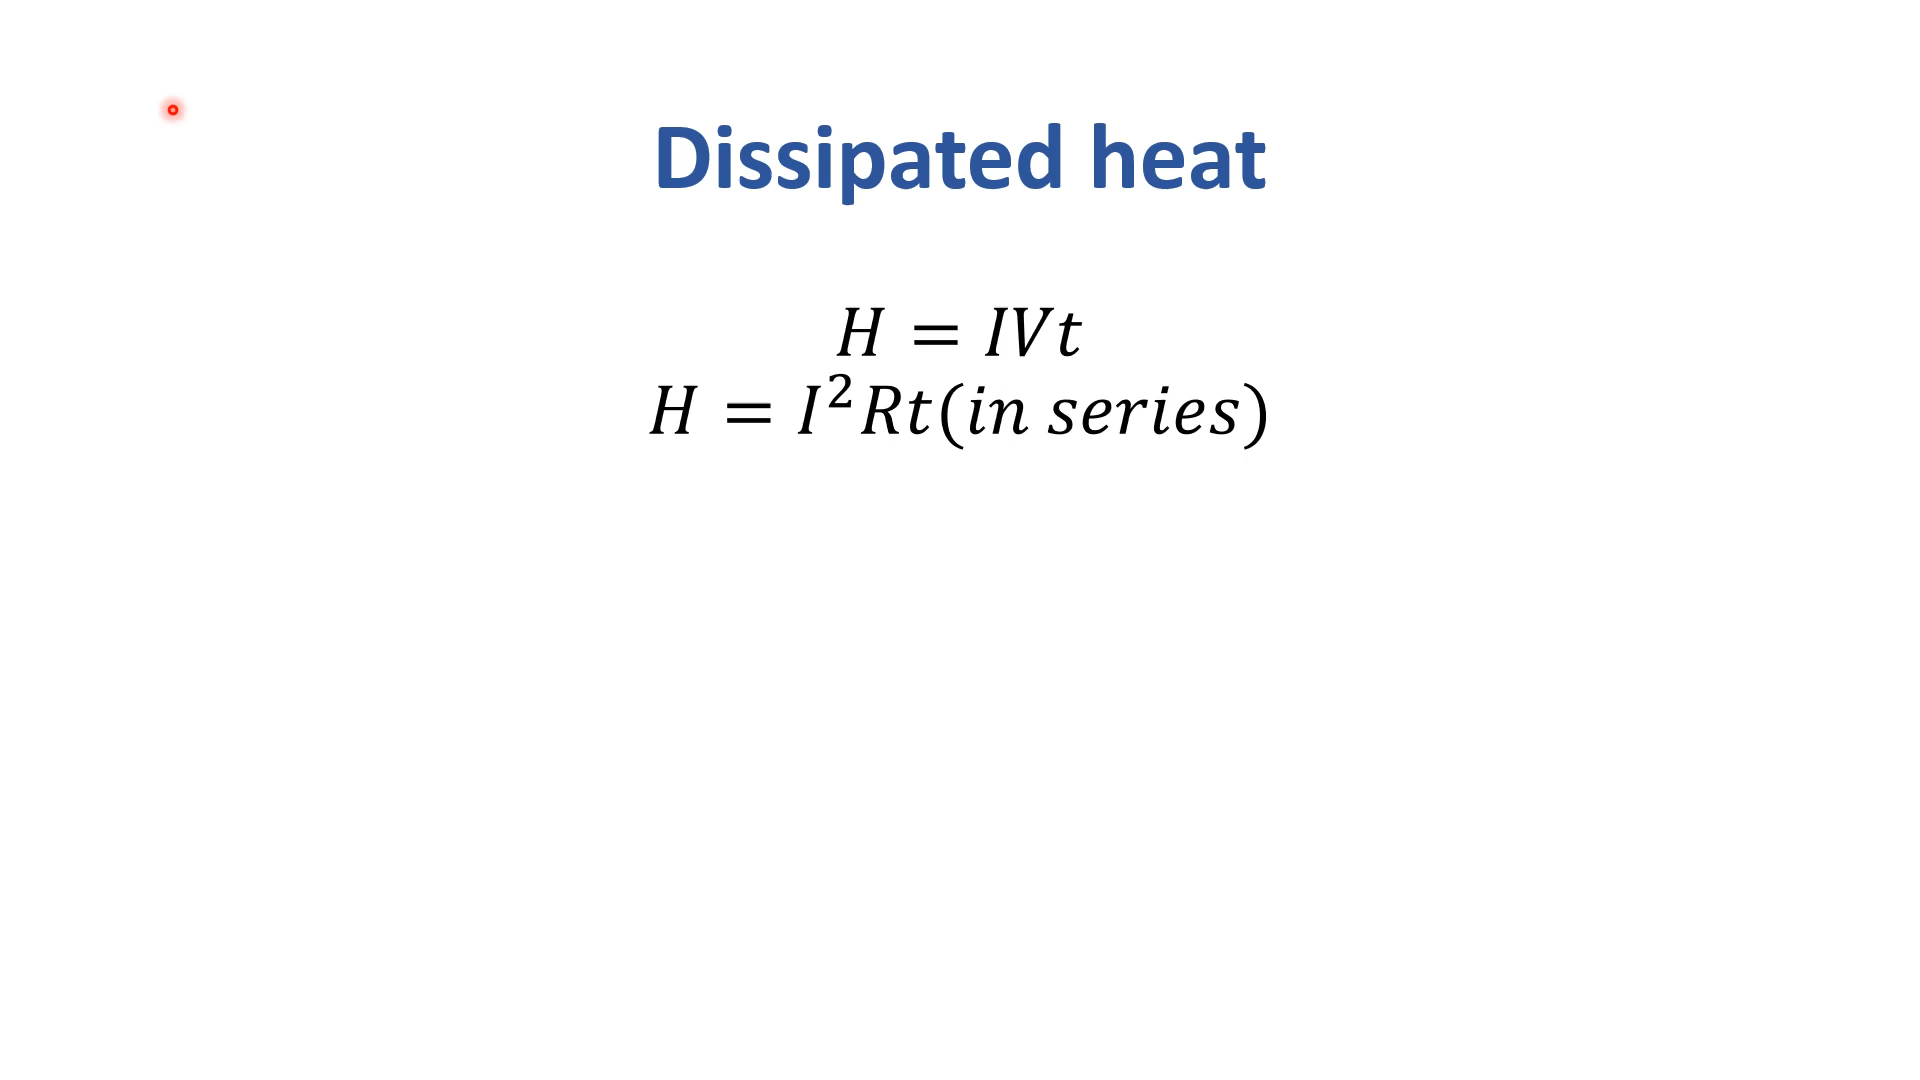 Dissipated heat
H = IVt
H = I²Rt(in series)